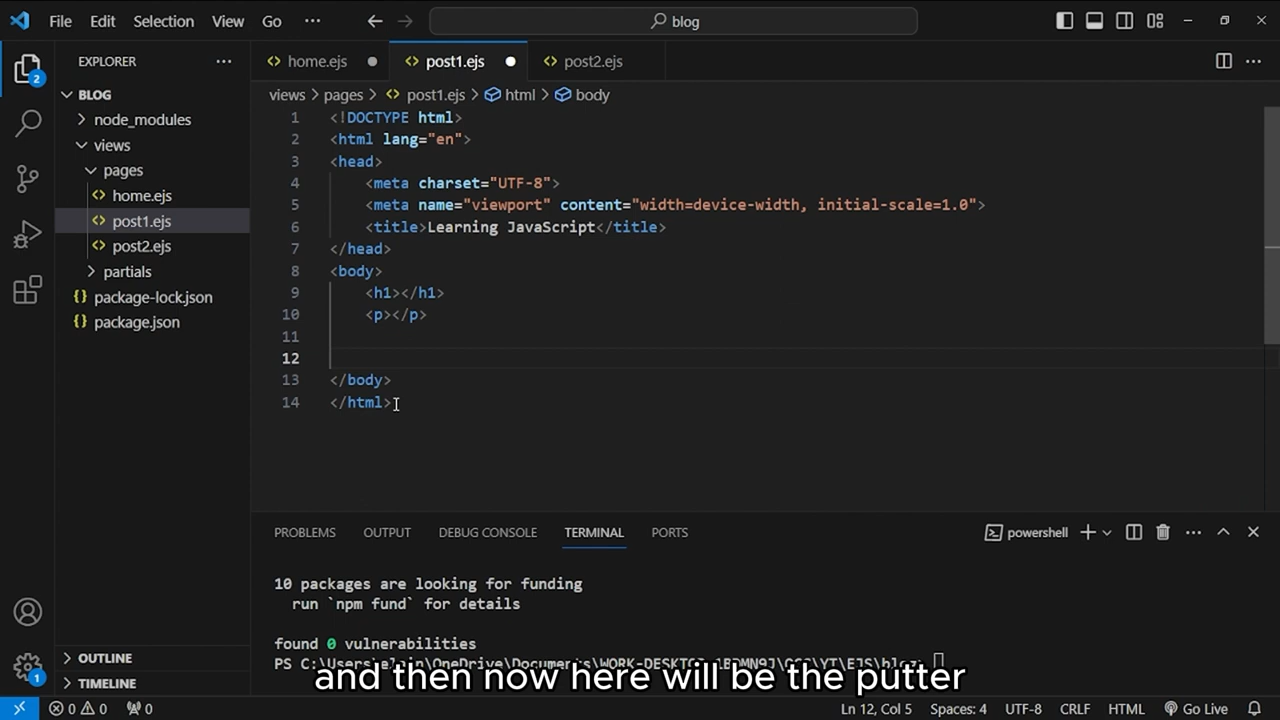 File Edit Selection View Go ··· blog
EXPLORER ···
home.ejs post1.ejs post2.ejs ···
BLOG
node_modules
views
pages
home.ejs
post1.ejs
post2.ejs
partials
package-lock.json
package.json
OUTLINE
TIMELINE
2
1
views > pages > post1.ejs > html > body
1 <!DOCTYPE html>
2 <html lang="en">
3 <head>
4 <meta charset="UTF-8">
5 <meta name="viewport" content="width=device-width, initial-scale=1.0">
6 <title>Learning JavaScript</title>
7 </head>
8 <body>
9 <h1></h1>
10 <p></p>
11
12
13 </body>
14 </html>
PROBLEMS OUTPUT DEBUG CONSOLE TERMINAL PORTS powershell ···
10 packages are looking for funding
run `npm fund` for details
found 0 vulnerabilities
and then now here will be the putter
0 0 0 Ln 12, Col 5 Spaces: 4 UTF-8 CRLF HTML Go Live